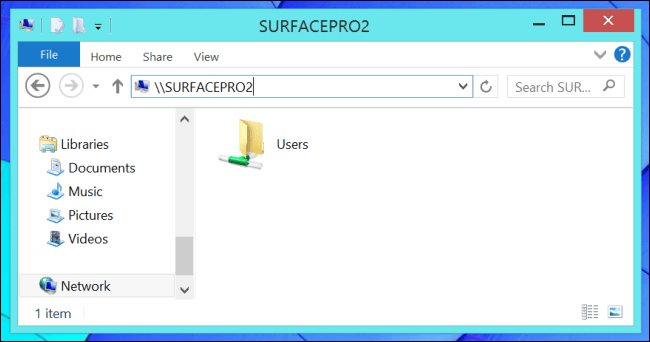 SURFACEPRO2
File Home Share View
\\SURFACEPRO2
Search SUR...
Libraries
Documents
Music
Pictures
Videos
Network
Users
1 item